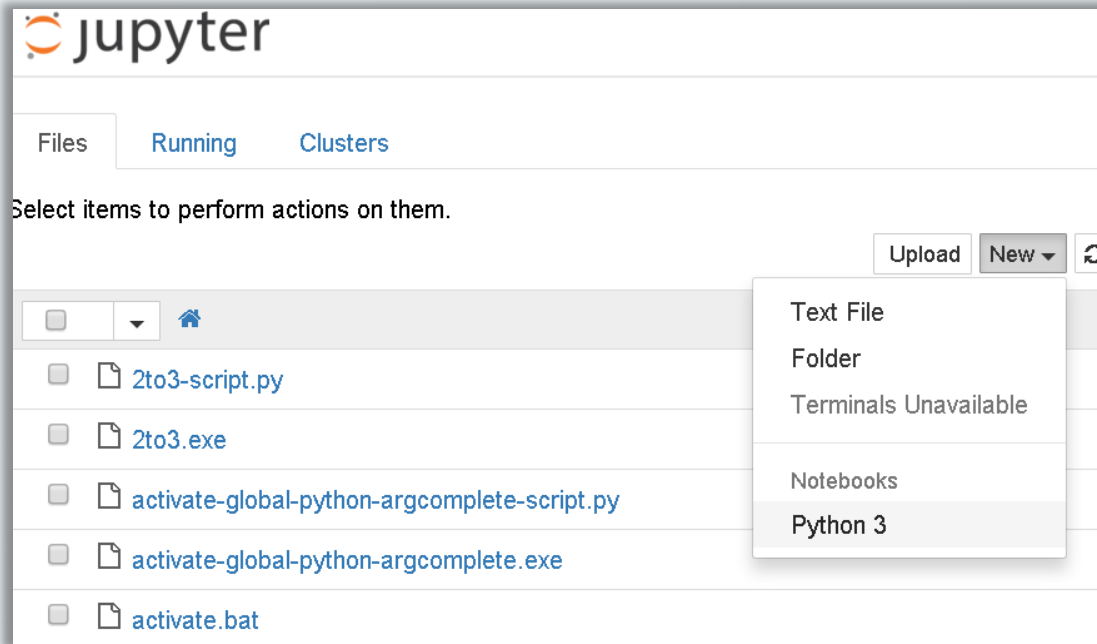 jupyter
Files Running Clusters
Select items to perform actions on them.
Upload New
Text File
Folder
Terminals Unavailable
Notebooks
Python 3
2to3-script.py
2to3.exe
activate-global-python-argcomplete-script.py
activate-global-python-argcomplete.exe
activate.bat